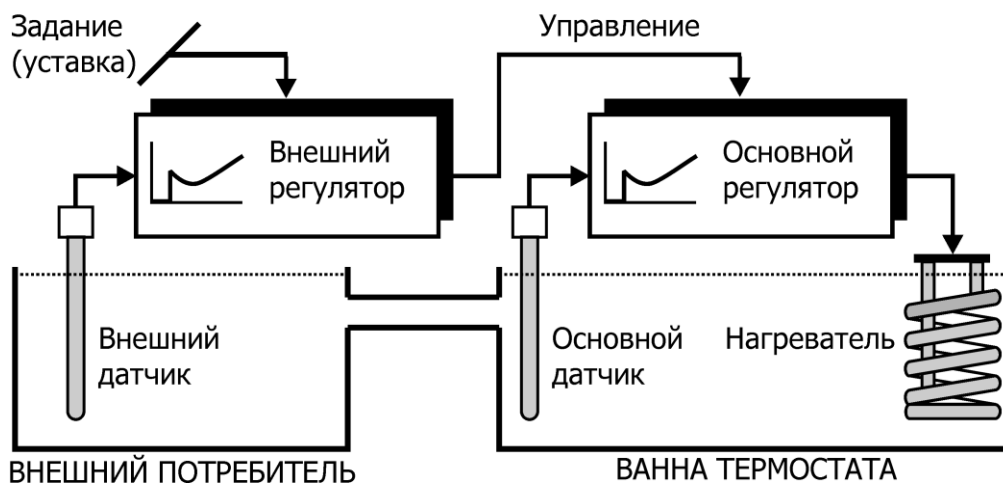 Задание
(уставка)
Управление
Внешний
регулятор
Основной
регулятор
Внешний
датчик
Основной
датчик
Нагреватель
ВНЕШНИЙ ПОТРЕБИТЕЛЬ
ВАННА ТЕРМОСТАТА